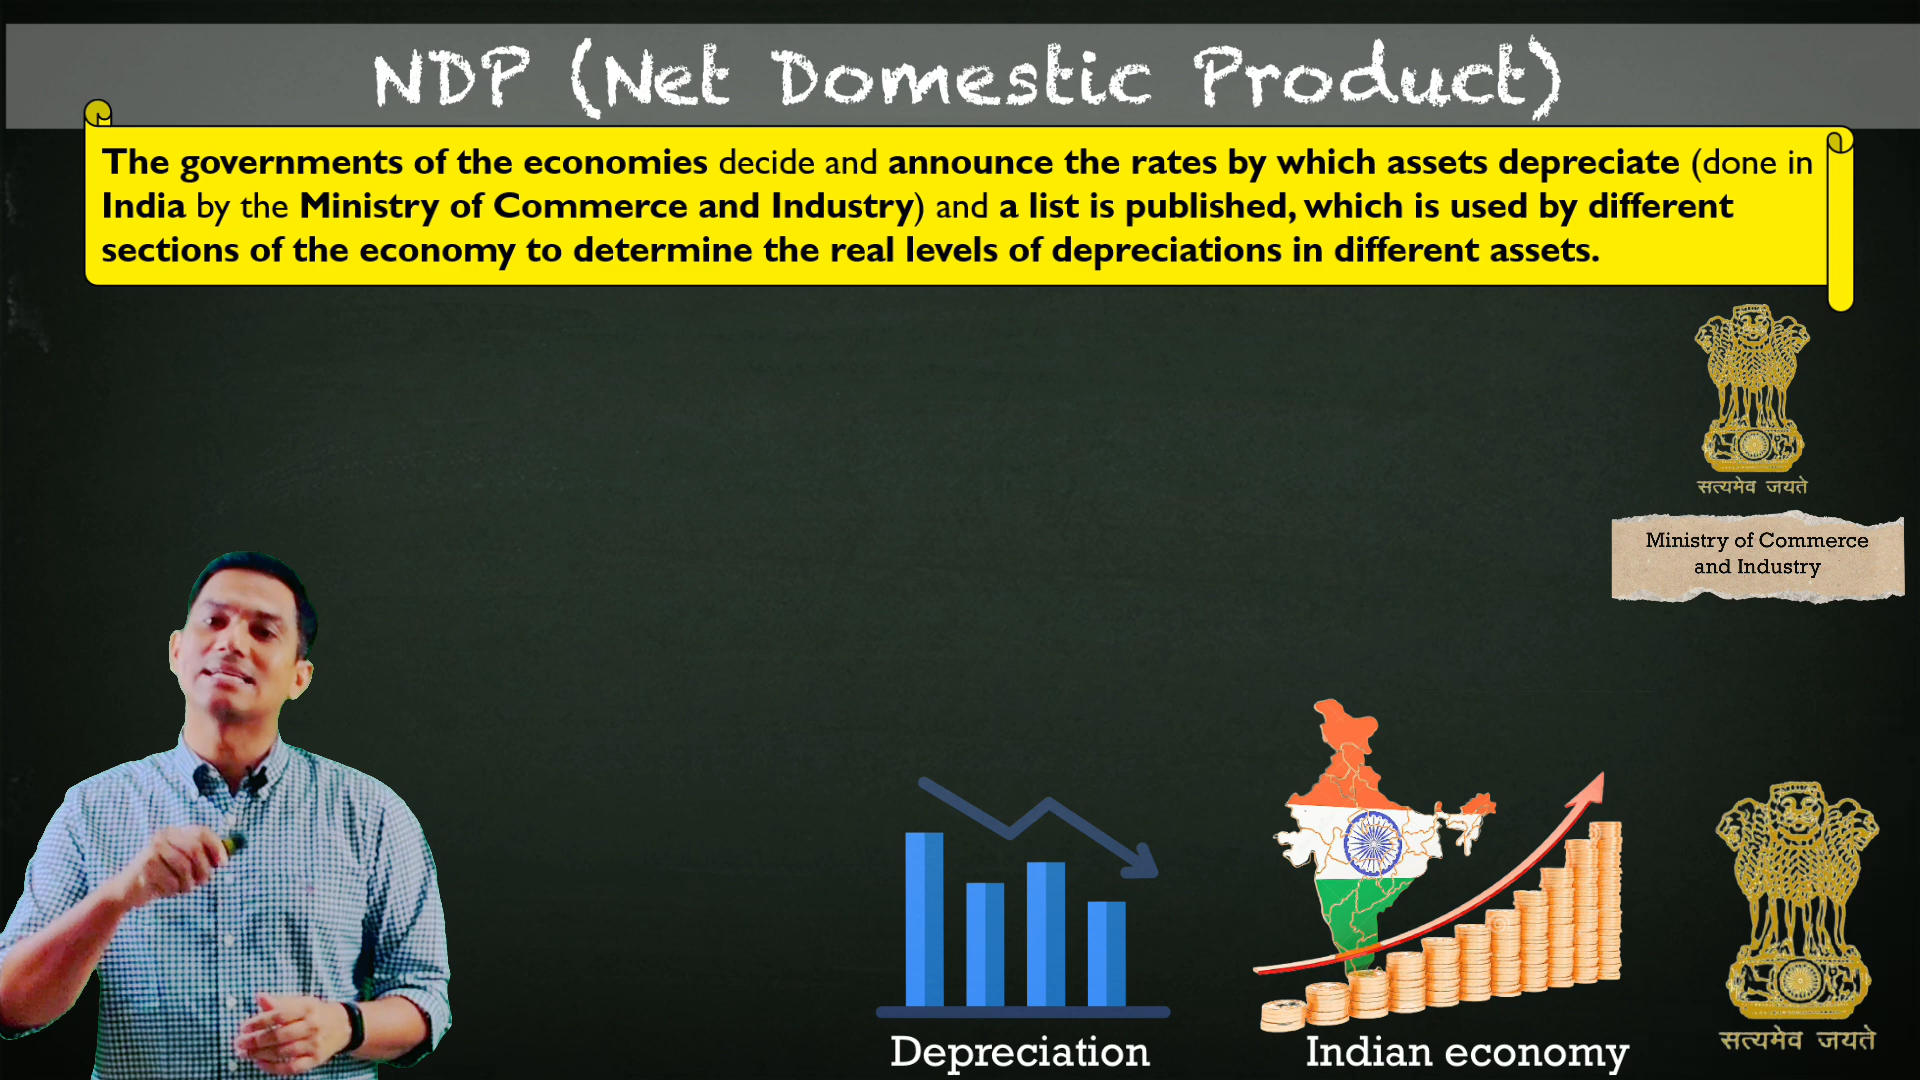 NDP (Net Domestic Product)
The governments of the economies decide and announce the rates by which assets depreciate (done in
India by the Ministry of Commerce and Industry) and a list is published, which is used by different
sections of the economy to determine the real levels of depreciations in different assets.
सत्यमेव जयते
Ministry of Commerce
and Industry
Depreciation
Indian economy
सत्यमेव जयते